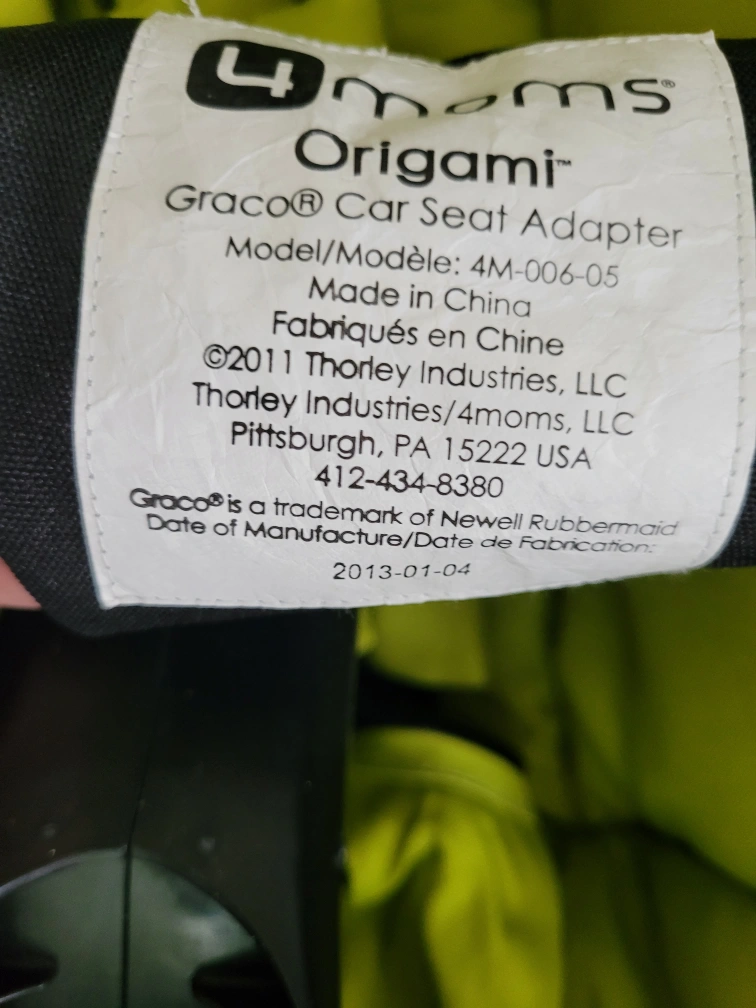 4moms®
Origami™
Graco® Car Seat Adapter
Model/Modèle: 4M-006-05
Made in China
Fabriqués en Chine
©2011 Thorley Industries, LLC
Thorley Industries/4moms, LLC
Pittsburgh, PA 15222 USA
412-434-8380
Graco® is a trademark of Newell Rubbermaid
Date of Manufacture/Date de Fabrication:
2013-01-04